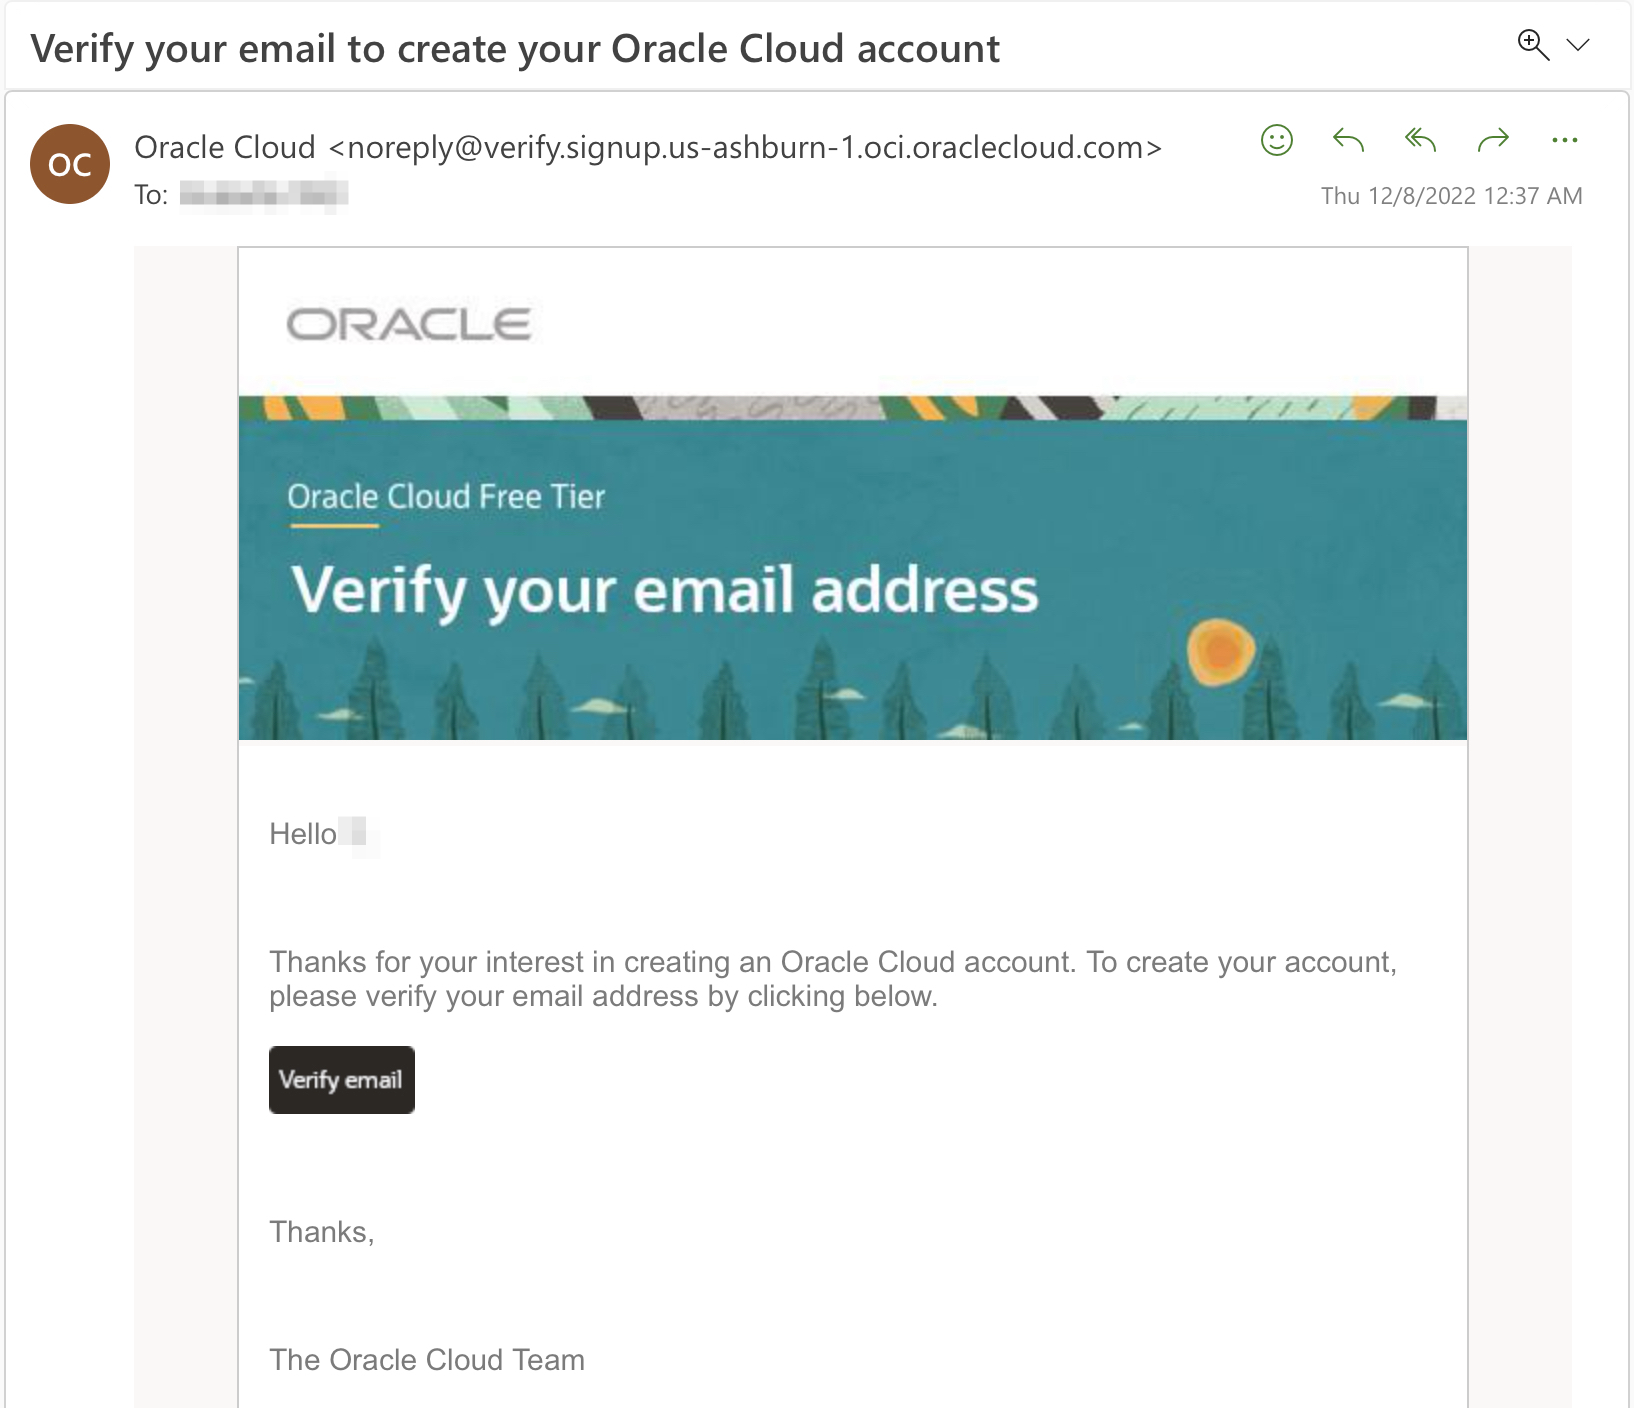 Verify your email to create your Oracle Cloud account
OC
Oracle Cloud <noreply@verify.signup.us-ashburn-1.oci.oraclecloud.com>
To:
Thu 12/8/2022 12:37 AM
ORACLE
Oracle Cloud Free Tier
Verify your email address
Hello
Thanks for your interest in creating an Oracle Cloud account. To create your account,
please verify your email address by clicking below.
Verify email
Thanks,
The Oracle Cloud Team